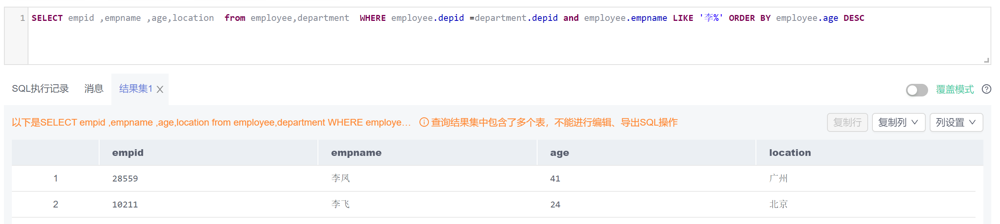 1 SELECT empid ,empname ,age,location  from employee,department  WHERE employee.depid =department.depid and employee.empname LIKE '李%' ORDER BY employee.age DESC
SQL执行记录 消息 结果集1 覆盖模式
以下是SELECT empid ,empname ,age,location from employee,department WHERE employe… 查询结果集中包含了多个表，不能进行编辑、导出SQL操作 复制行 复制列 列设置
empid empname age location
1 28559 李凤 41 广州
2 10211 李飞 24 北京